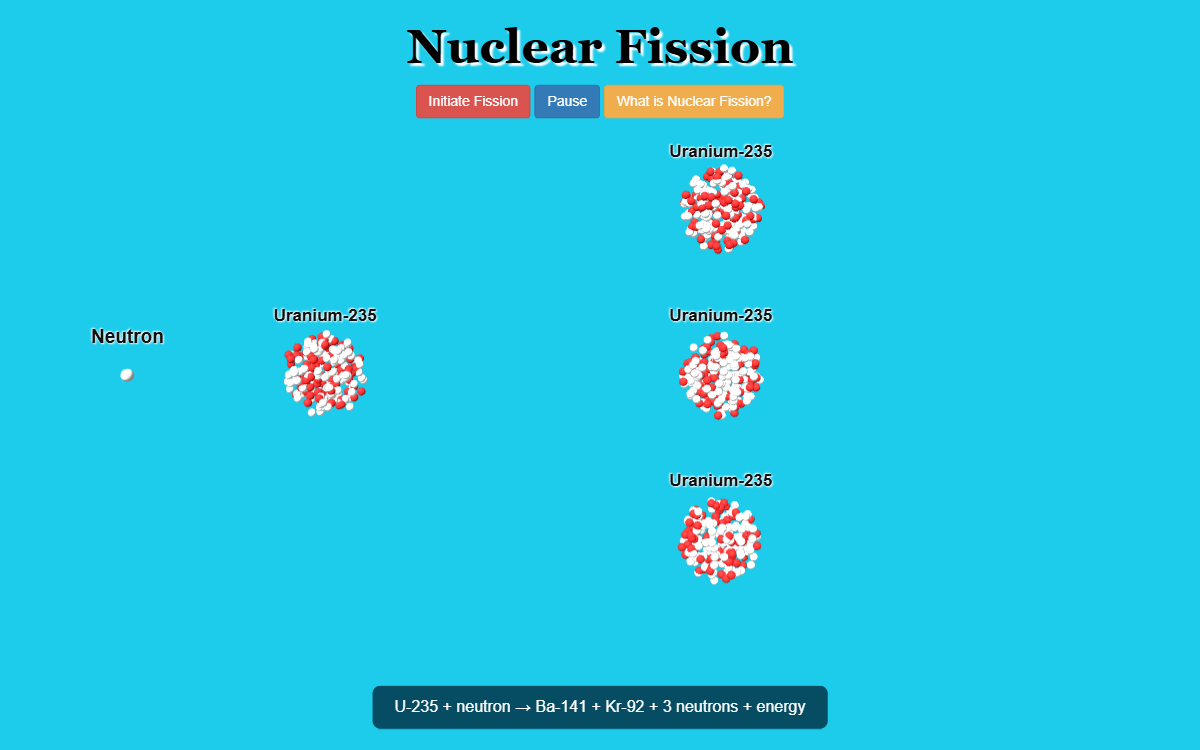 Nuclear Fission
Initiate Fission
Pause
What is Nuclear Fission?
Uranium-235
Uranium-235
Uranium-235
Neutron
Uranium-235
U-235 + neutron → Ba-141 + Kr-92 + 3 neutrons + energy